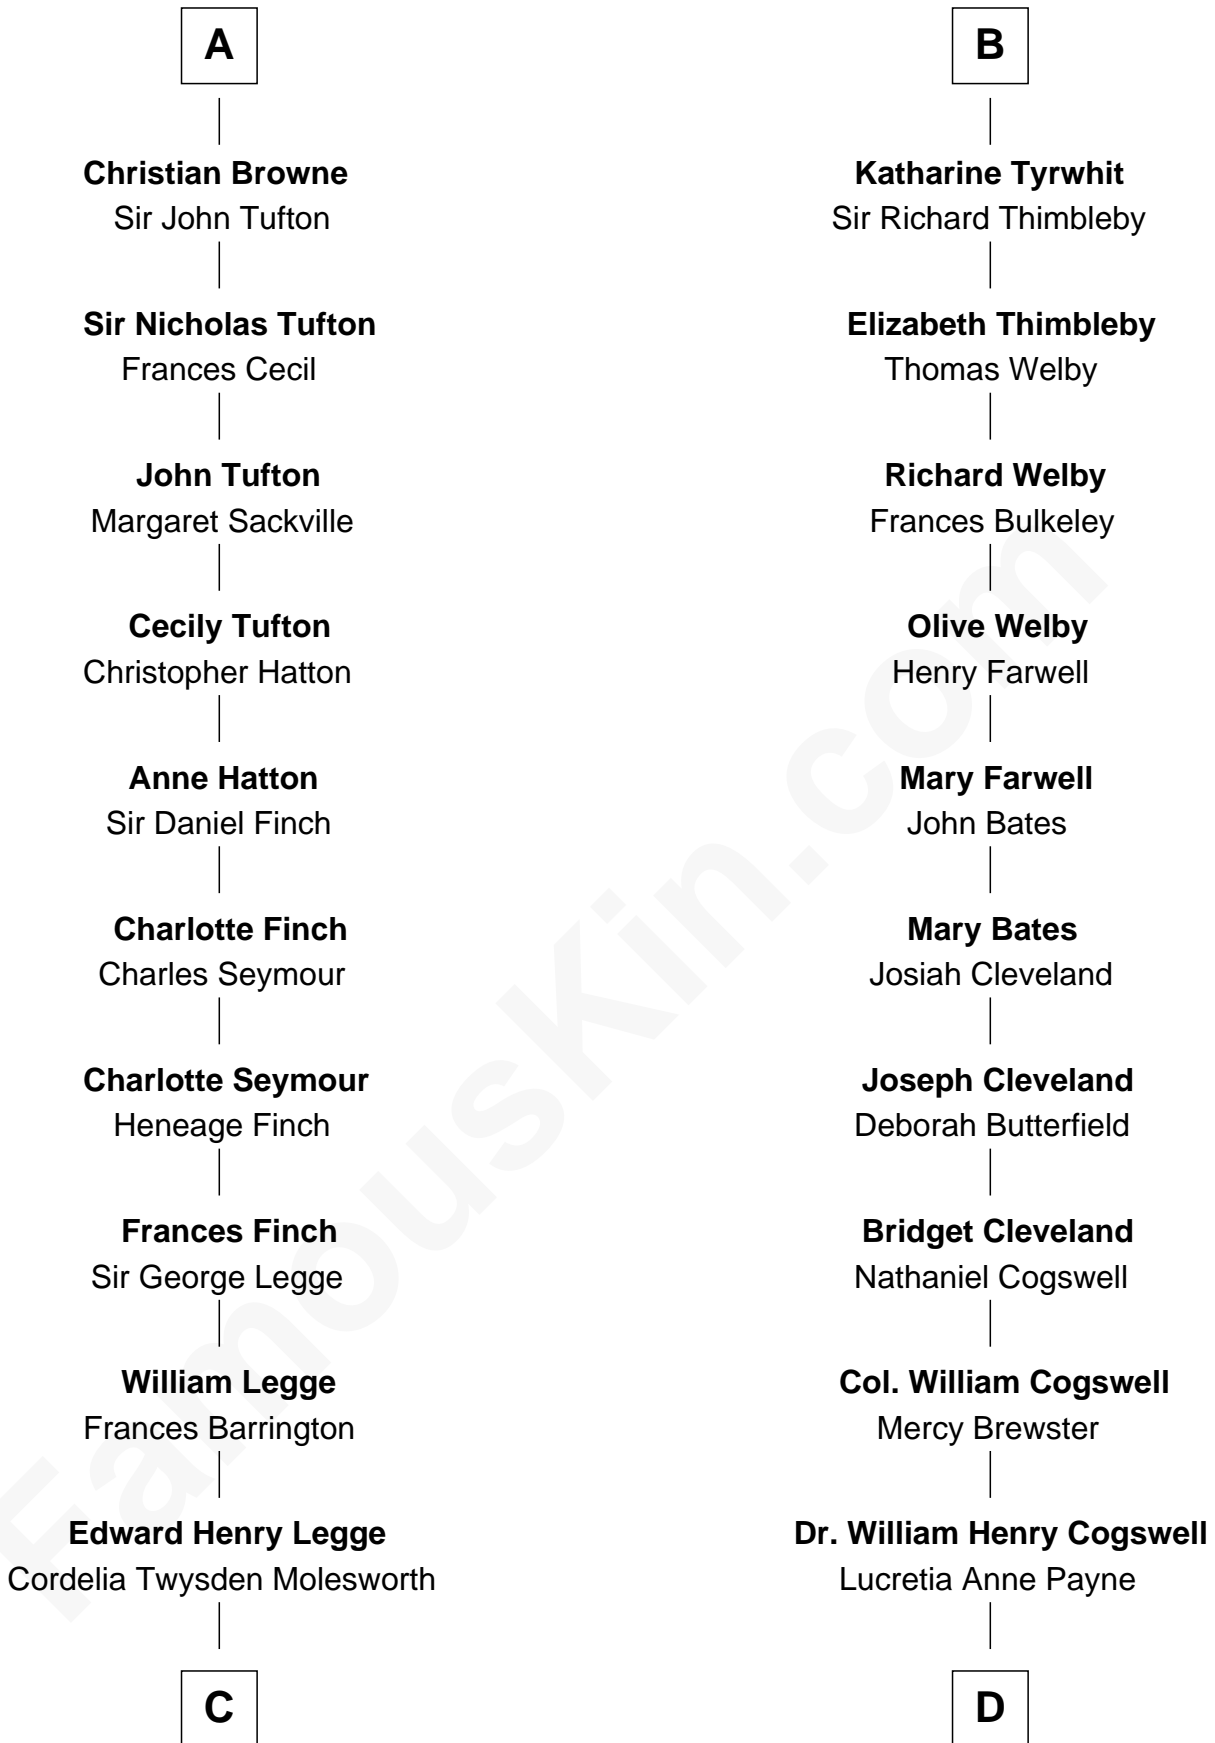 A
Christian Browne
Sir John Tufton
Sir Nicholas Tufton
Frances Cecil
John Tufton
Margaret Sackville
Cecily Tufton
Christopher Hatton
Anne Hatton
Sir Daniel Finch
Charlotte Finch
Charles Seymour
Charlotte Seymour
Heneage Finch
Frances Finch
Sir George Legge
William Legge
Frances Barrington
Edward Henry Legge
Cordelia Twysden Molesworth
C
B
Katharine Tyrwhit
Sir Richard Thimbleby
Elizabeth Thimbleby
Thomas Welby
Richard Welby
Frances Bulkeley
Olive Welby
Henry Farwell
Mary Farwell
John Bates
Mary Bates
Josiah Cleveland
Joseph Cleveland
Deborah Butterfield
Bridget Cleveland
Nathaniel Cogswell
Col. William Cogswell
Mercy Brewster
Dr. William Henry Cogswell
Lucretia Anne Payne
D
FamousKin.com